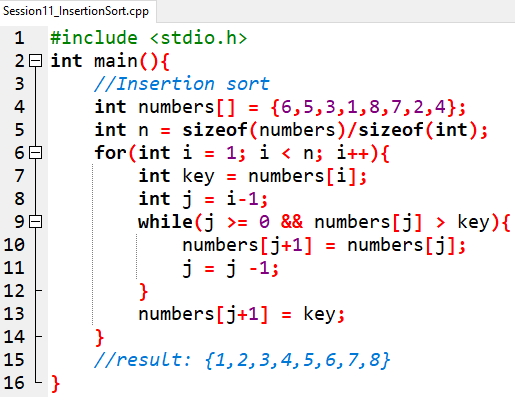 Session11_InsertionSort.cpp
1 #include <stdio.h>
2 int main(){
3 //Insertion sort
4 int numbers[] = {6,5,3,1,8,7,2,4};
5 int n = sizeof(numbers)/sizeof(int);
6 for(int i = 1; i < n; i++){
7 int key = numbers[i];
8 int j = i-1;
9 while(j >= 0 && numbers[j] > key){
10 numbers[j+1] = numbers[j];
11 j = j -1;
12 }
13 numbers[j+1] = key;
14 }
15 //result: {1,2,3,4,5,6,7,8}
16 }